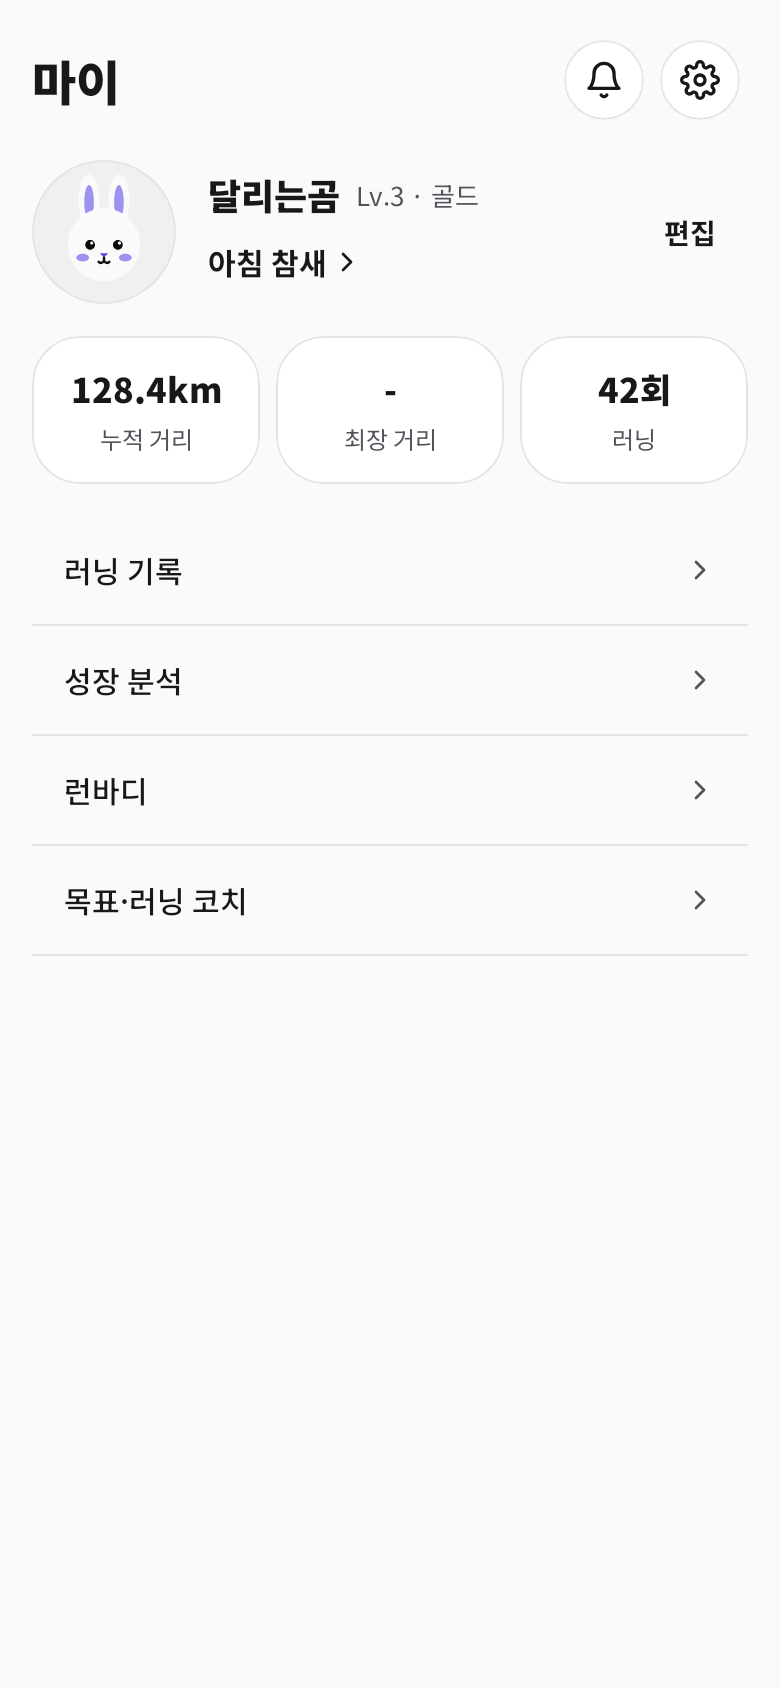 마이
달리는곰 Lv.3 · 골드
아침 참새
편집
128.4km
누적 거리
-
최장 거리
42회
러닝
러닝 기록
성장 분석
런바디
목표·러닝 코치